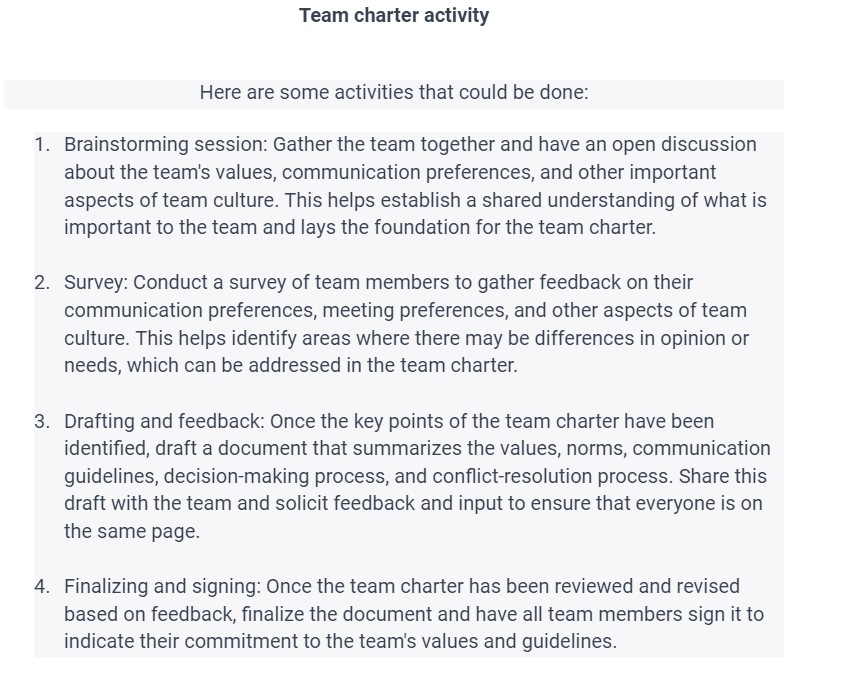 Team charter activity
Here are some activities that could be done:
1. Brainstorming session: Gather the team together and have an open discussion
about the team's values, communication preferences, and other important
aspects of team culture. This helps establish a shared understanding of what is
important to the team and lays the foundation for the team charter.
2. Survey: Conduct a survey of team members to gather feedback on their
communication preferences, meeting preferences, and other aspects of team
culture. This helps identify areas where there may be differences in opinion or
needs, which can be addressed in the team charter.
3. Drafting and feedback: Once the key points of the team charter have been
identified, draft a document that summarizes the values, norms, communication
guidelines, decision-making process, and conflict-resolution process. Share this
draft with the team and solicit feedback and input to ensure that everyone is on
the same page.
4. Finalizing and signing: Once the team charter has been reviewed and revised
based on feedback, finalize the document and have all team members sign it to
indicate their commitment to the team's values and guidelines.